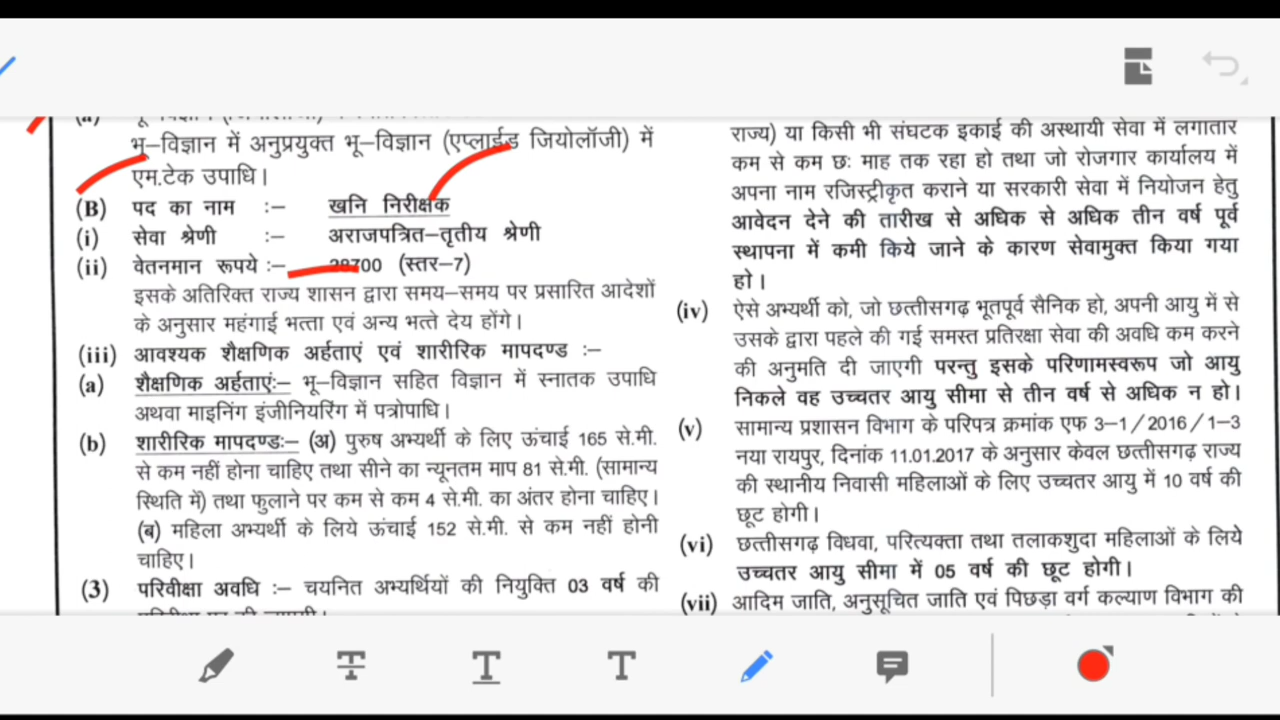 भू–विज्ञान में अनुप्रयुक्त भू–विज्ञान (एप्लाईड जियोलॉजी) में
एम.टेक उपाधि।
(B) पद का नाम :– खनि निरीक्षक
(i) सेवा श्रेणी :– अराजपत्रित–तृतीय श्रेणी
(ii) वेतनमान रूपये :– 28700 (स्तर–7)
इसके अतिरिक्त राज्य शासन द्वारा समय–समय पर प्रसारित आदेशों
के अनुसार महंगाई भत्ता एवं अन्य भत्ते देय होंगे।
(iii) आवश्यक शैक्षणिक अर्हताएं एवं शारीरिक मापदण्ड :–
(a) शैक्षणिक अर्हताएंः– भू–विज्ञान सहित विज्ञान में स्नातक उपाधि
अथवा माइनिंग इंजीनियरिंग में पत्रोपाधि।
(b) शारीरिक मापदण्डः– (अ) पुरुष अभ्यर्थी के लिए ऊंचाई 165 से.मी.
से कम नहीं होना चाहिए तथा सीने का न्यूनतम माप 81 से.मी. (सामान्य
स्थिति में) तथा फुलाने पर कम से कम 4 से.मी. का अंतर होना चाहिए।
(ब) महिला अभ्यर्थी के लिये ऊंचाई 152 से.मी. से कम नहीं होनी
चाहिए।
(3) परिवीक्षा अवधि :– चयनित अभ्यर्थियों की नियुक्ति 03 वर्ष की
राज्य) या किसी भी संघटक इकाई की अस्थायी सेवा में लगातार
कम से कम छः माह तक रहा हो तथा जो रोजगार कार्यालय में
अपना नाम रजिस्ट्रीकृत कराने या सरकारी सेवा में नियोजन हेतु
आवेदन देने की तारीख से अधिक से अधिक तीन वर्ष पूर्व
स्थापना में कमी किये जाने के कारण सेवामुक्त किया गया
हो।
(iv) ऐसे अभ्यर्थी को, जो छत्तीसगढ़ भूतपूर्व सैनिक हो, अपनी आयु में से
उसके द्वारा पहले की गई समस्त प्रतिरक्षा सेवा की अवधि कम करने
की अनुमति दी जाएगी परन्तु इसके परिणामस्वरूप जो आयु
निकले वह उच्चतर आयु सीमा से तीन वर्ष से अधिक न हो।
(v) सामान्य प्रशासन विभाग के परिपत्र क्रमांक एफ 3–1/2016/1–3
नया रायपुर, दिनांक 11.01.2017 के अनुसार केवल छत्तीसगढ़ राज्य
की स्थानीय निवासी महिलाओं के लिए उच्चतर आयु में 10 वर्ष की
छूट होगी।
(vi) छत्तीसगढ़ विधवा, परित्यक्ता तथा तलाकशुदा महिलाओं के लिये
उच्चतर आयु सीमा में 05 वर्ष की छूट होगी।
(vii) आदिम जाति, अनुसूचित जाति एवं पिछड़ा वर्ग कल्याण विभाग की